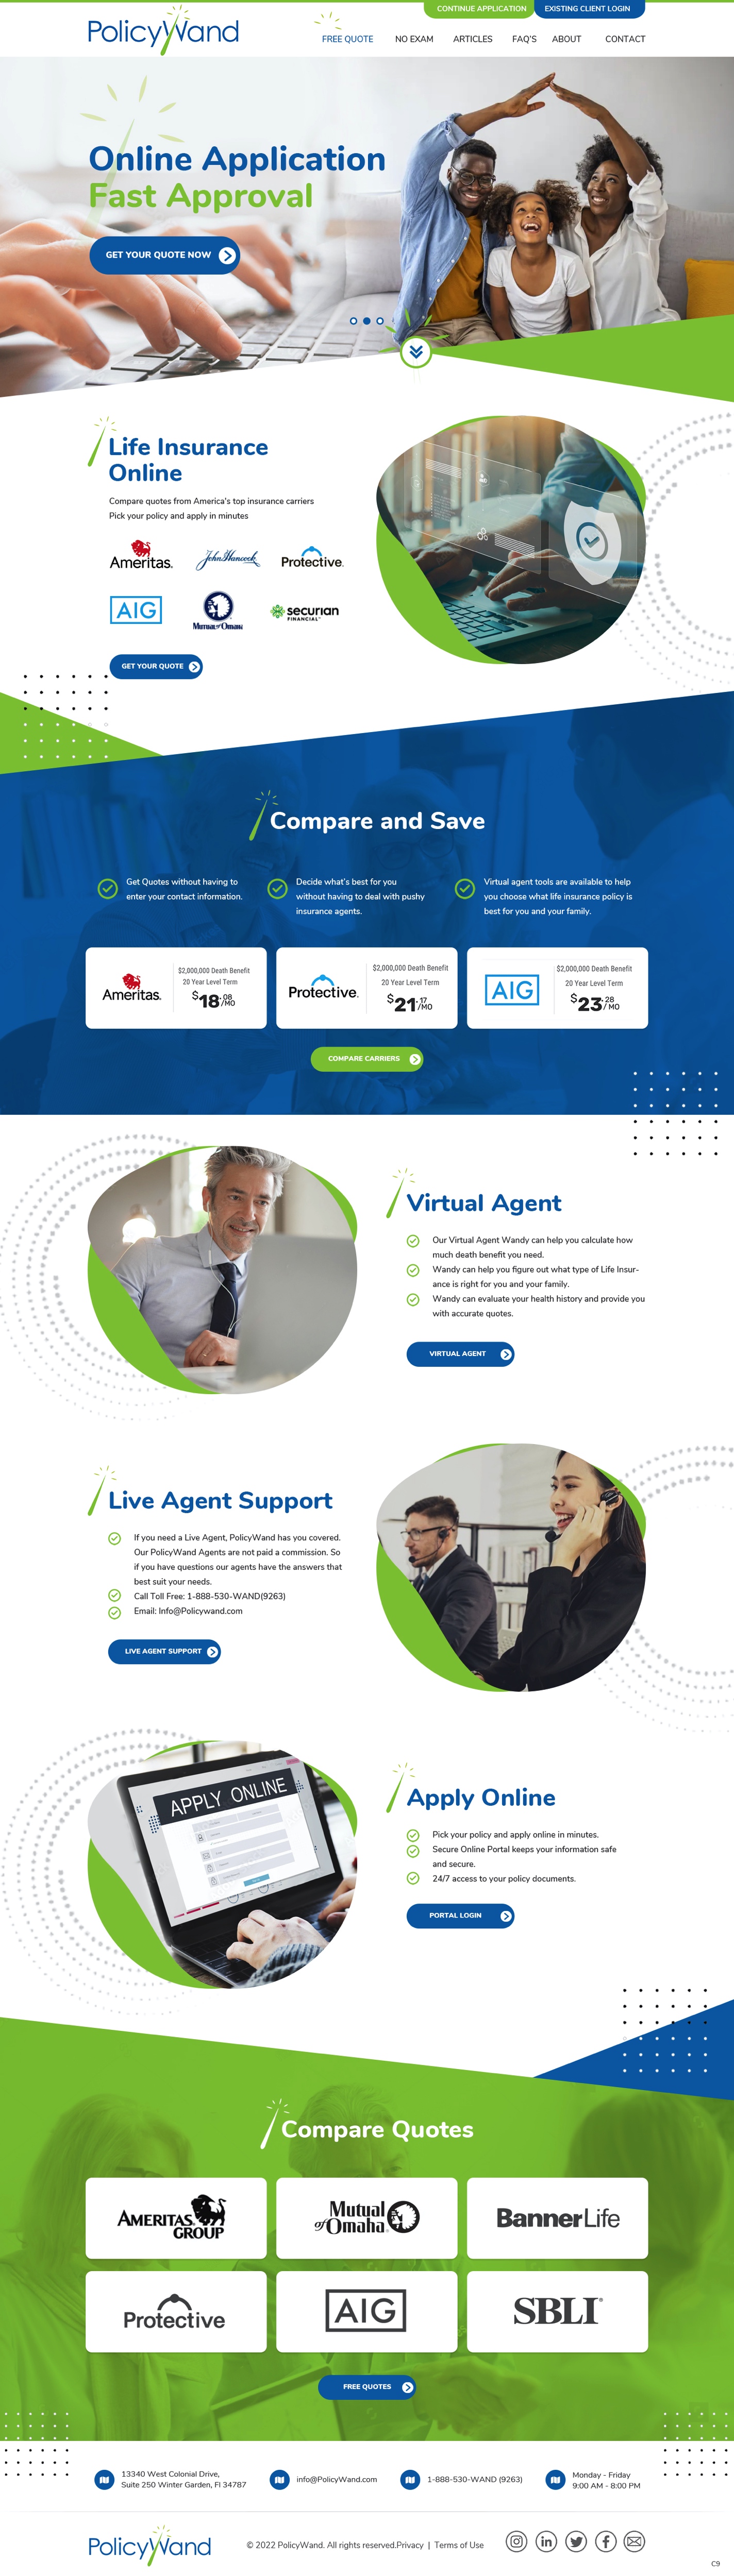 CONTINUE APPLICATION
EXISTING CLIENT LOGIN
PolicyWand
FREE QUOTE
NO EXAM
ARTICLES
FAQ'S
ABOUT
CONTACT
Online Application
Fast Approval
GET YOUR QUOTE NOW
Life Insurance
Online
Compare quotes from America's top insurance carriers
Pick your policy and apply in minutes
Ameritas.
John Hancock
Protective.
AIG
Mutual of Omaha
securian
FINANCIAL
GET YOUR QUOTE
Compare and Save
Get Quotes without having to
enter your contact information.
Decide what's best for you
without having to deal with pushy
insurance agents.
Virtual agent tools are available to help
you choose what life insurance policy is
best for you and your family.
Ameritas.
$2,000,000 Death Benefit
20 Year Level Term
$18.08/MO
Protective.
$2,000,000 Death Benefit
20 Year Level Term
$21.17/MO
AIG
$2,000,000 Death Benefit
20 Year Level Term
$23.28/MO
COMPARE CARRIERS
Virtual Agent
Our Virtual Agent Wandy can help you calculate how
much death benefit you need.
Wandy can help you figure out what type of Life Insur-
ance is right for you and your family.
Wandy can evaluate your health history and provide you
with accurate quotes.
VIRTUAL AGENT
Live Agent Support
If you need a Live Agent, PolicyWand has you covered.
Our PolicyWand Agents are not paid a commission. So
if you have questions our agents have the answers that
best suit your needs.
Call Toll Free: 1-888-530-WAND(9263)
Email: Info@Policywand.com
LIVE AGENT SUPPORT
APPLY ONLINE
Apply Online
Pick your policy and apply online in minutes.
Secure Online Portal keeps your information safe
and secure.
24/7 access to your policy documents.
PORTAL LOGIN
Compare Quotes
AMERITAS
GROUP
Mutual
of Omaha
BannerLife
Protective
AIG
SBLI
FREE QUOTES
13340 West Colonial Drive,
Suite 250 Winter Garden, Fl 34787
info@PolicyWand.com
1-888-530-WAND (9263)
Monday - Friday
9:00 AM - 8:00 PM
PolicyWand
© 2022 PolicyWand. All rights reserved.Privacy | Terms of Use
C9